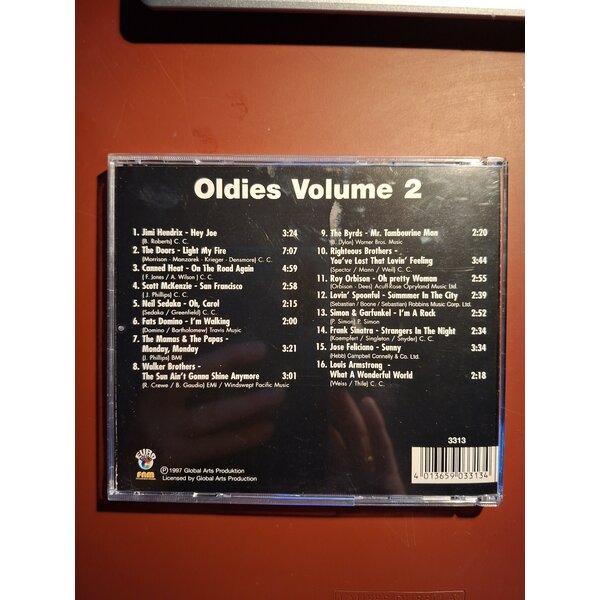 Oldies Volume 2
1. Jimi Hendrix - Hey Joe 3:24
(B. Roberts) C. C.
2. The Doors - Light My Fire 7:07
(Morrison - Manzarek - Krieger - Densmore) C. C.
3. Canned Heat - On The Road Again 4:59
(F. Jones / A. Wilson ) C. C.
4. Scott McKenzie - San Francisco 2:58
(J. Phillips) C. C.
5. Neil Sedaka - Oh, Carol 2:15
(Sedaka / Greenfield) C. C.
6. Fats Domino - I'm Walking 2:00
(Domino / Bartholomew) Travis Music
7. The Mamas & The Papas -
Monday, Monday 3:21
(J. Phillips) BMI
8. Walker Brothers -
The Sun Ain't Gonna Shine Anymore 3:01
(R. Crewe / B. Gaudio) EMI / Windswept Pacific Music
9. The Byrds - Mr. Tambourine Man 2:20
(B. Dylon) Warner Bros. Music
10. Righteous Brothers -
You've Lost That Lovin' Feeling 3:44
(Spector / Mann / Weil) C. C.
11. Roy Orbison - Oh pretty Woman 2:55
(Orbison - Dees) Acuff-Rose Opryland Music Ltd.
12. Lovin' Spoonful - Summmer In The City 2:39
(Sebastian / Boone / Sebastian) Robbins Music Corp. Ltd.
13. Simon & Garfunkel - I'm A Rock 2:52
(P. Simon) P. Simon
14. Frank Sinatra - Strangers In The Night 2:34
(Kaempfert / Singleton / Snyder) C. C.
15. Jose Feliciano - Sunny 3:34
(Hebb) Campbell Connelly & Co. Ltd.
16. Louis Armstrong -
What A Wonderful World 2:18
(Weiss / Thile) C. C.
EURO
FNM
℗ 1997 Global Arts Produktion
Licensed by Global Arts Production
3313
4 013659 033134